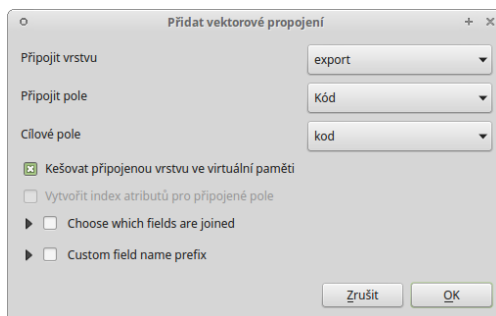 Přidat vektorové propojení
Připojit vrstvu export
Připojit pole Kód
Cílové pole kod
Kešovat připojenou vrstvu ve virtuální paměti
Vytvořit index atributů pro připojené pole
Choose which fields are joined
Custom field name prefix
Zrušit OK